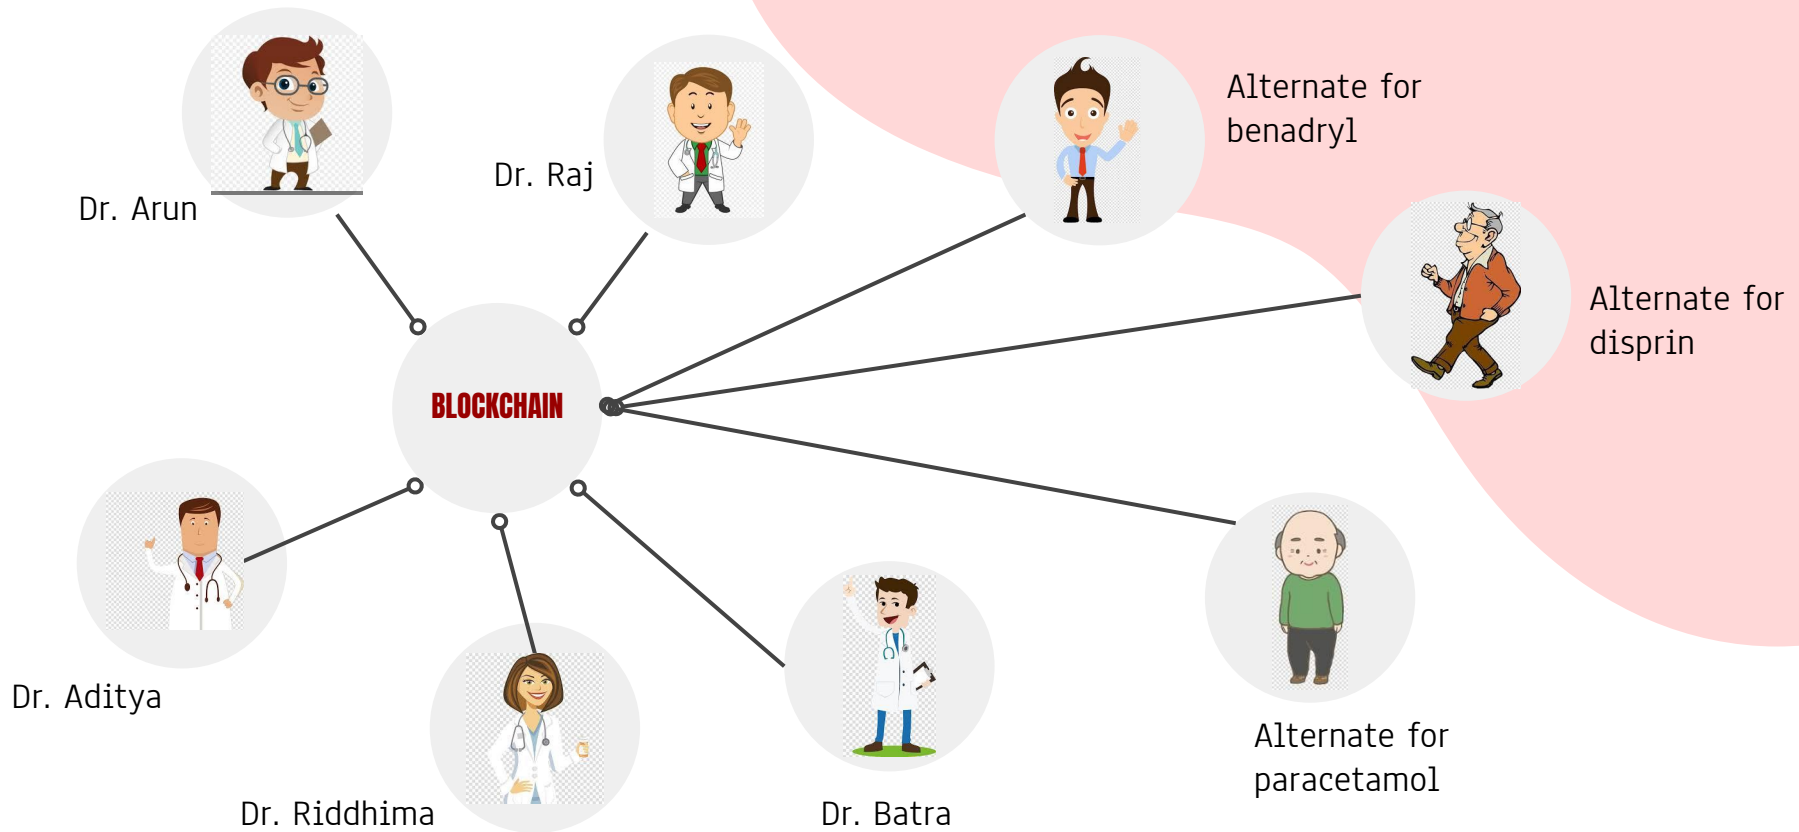 Alternate for
benadryl
Dr. Raj
Dr. Arun
Alternate for
disprin
BLOCKCHAIN
Dr. Aditya
Alternate for
paracetamol
Dr. Riddhima
Dr. Batra